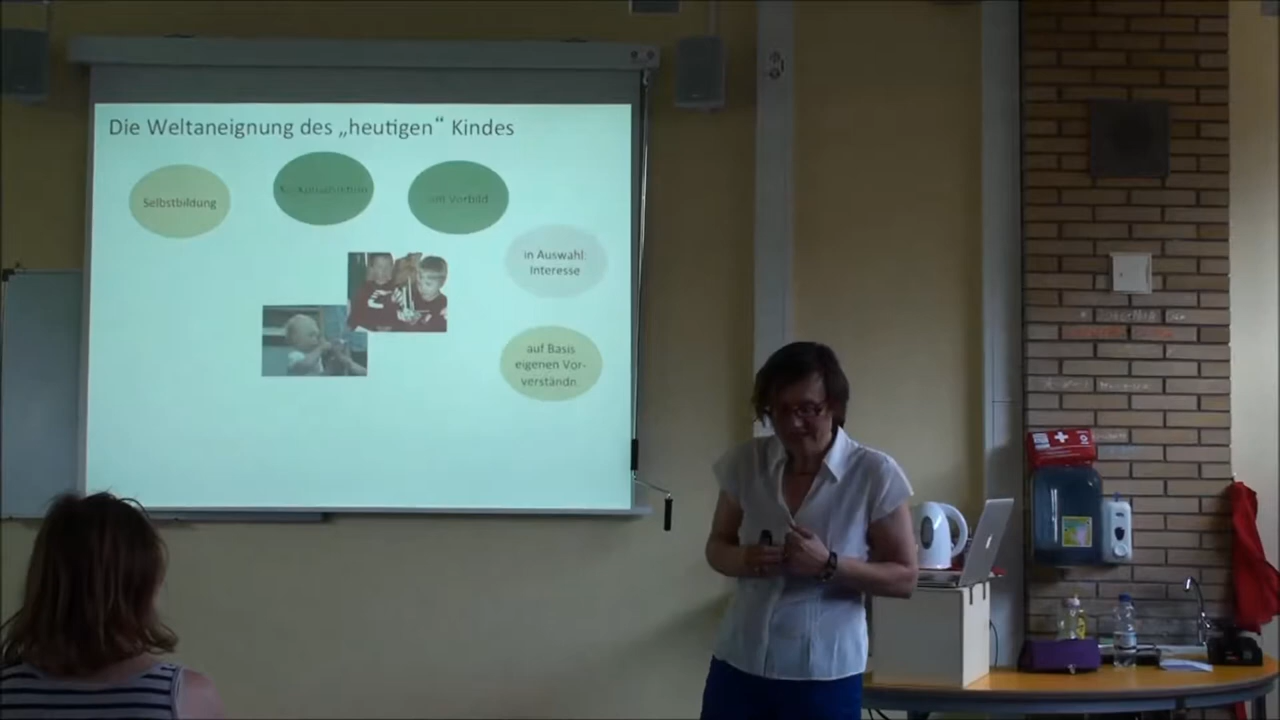 Die Weltaneignung des „heutigen“ Kindes
Selbstbildung
am Vorbild
in Auswahl:
Interesse
auf Basis
eigenen Vor-
verständn.